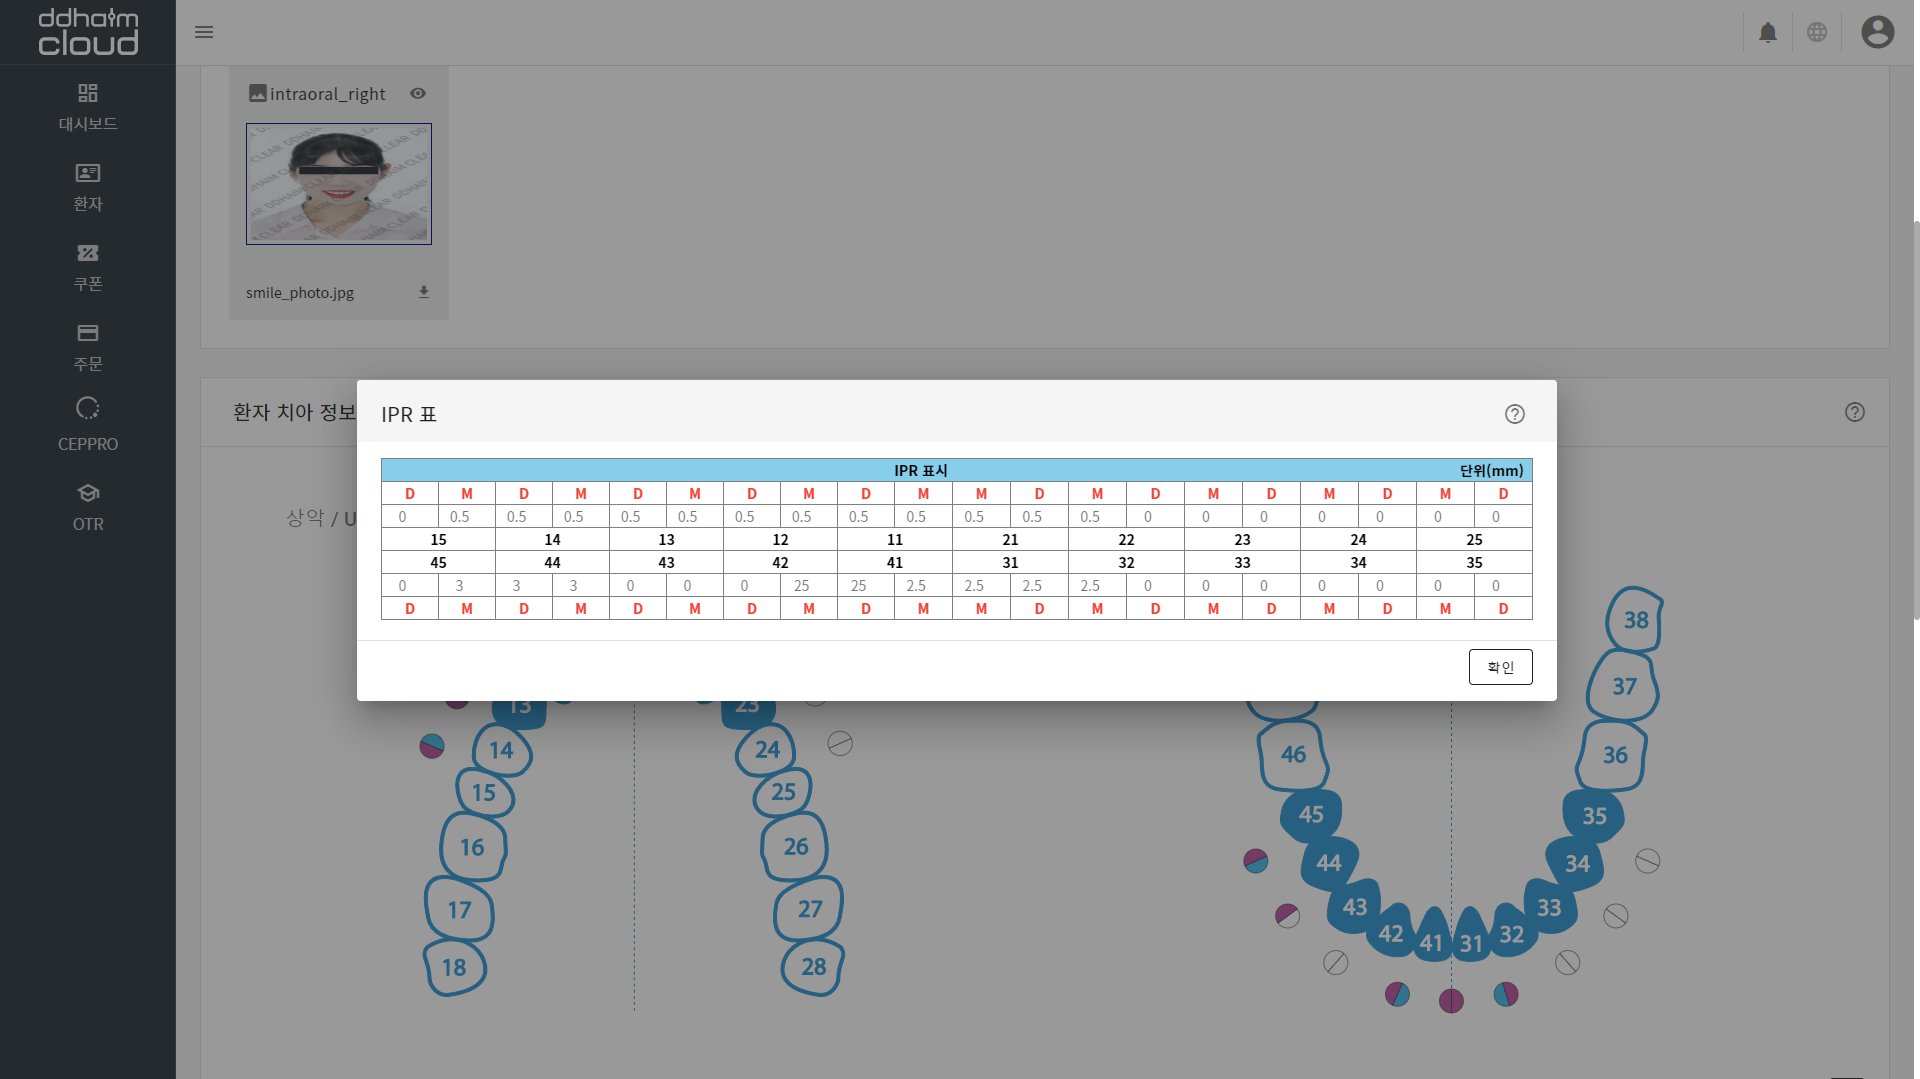 ddhaim
cloud
대시보드
환자
쿠폰
주문
CEPPRO
OTR
intraoral_right
CLEAR DDHAIM CLEAR DDHAIM CLEAR
smile_photo.jpg
환자 치아 정보
상악 / U
IPR 표
IPR 표시 단위(mm)
D M D M D M D M D M M D M D M D M D M D
0 0.5 0.5 0.5 0.5 0.5 0.5 0.5 0.5 0.5 0.5 0.5 0.5 0 0 0 0 0 0 0
15 14 13 12 11 21 22 23 24 25
45 44 43 42 41 31 32 33 34 35
0 3 3 3 0 0 0 25 25 2.5 2.5 2.5 2.5 0 0 0 0 0 0 0
D M D M D M D M D M M D M D M D M D M D
확인
13 23
14 24
15 25
16 26
17 27
18 28
38
37
46 36
45 35
44 34
43 33
42 41 31 32